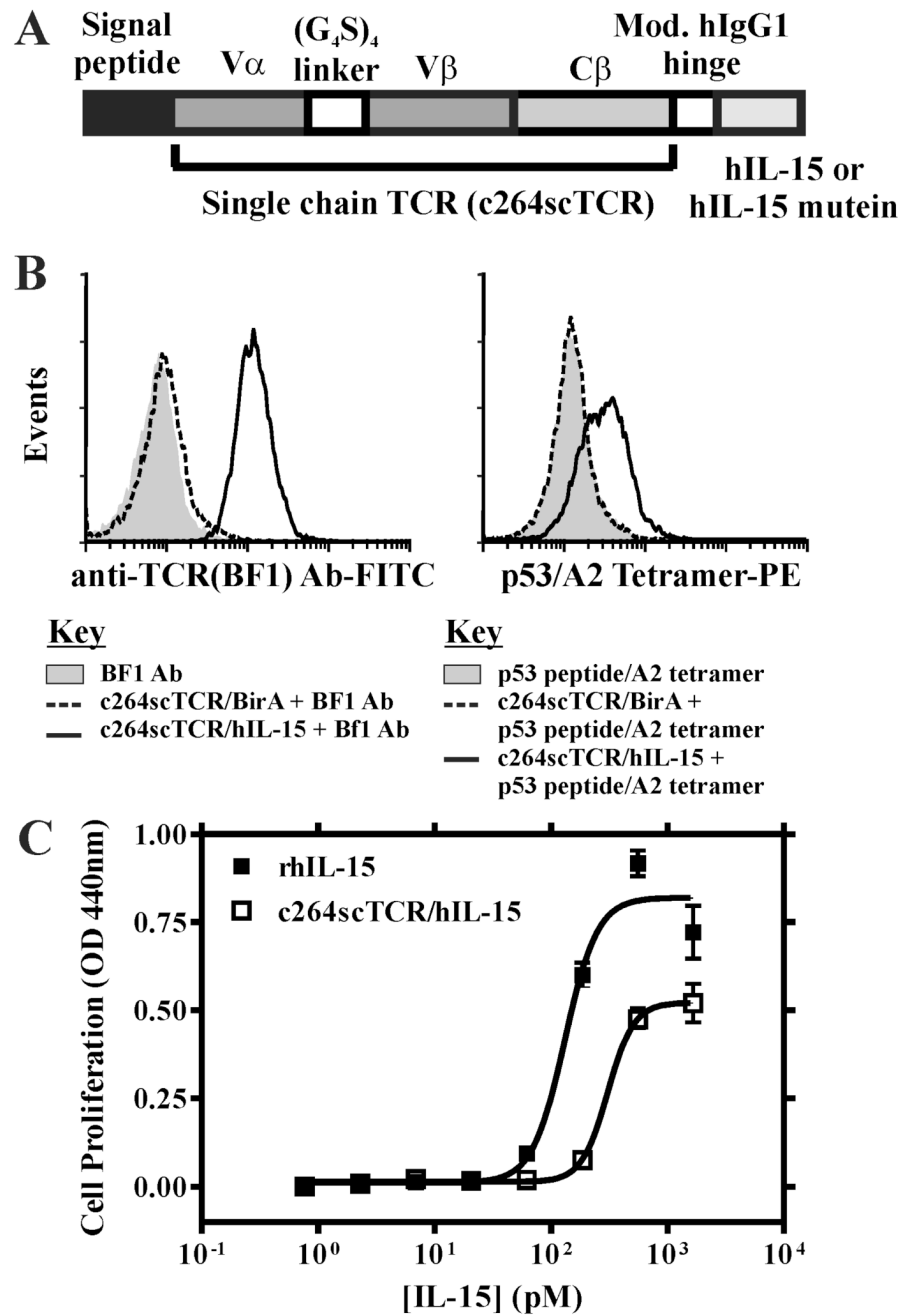 A
Signal
peptide
Vα
(G4S)4
linker
Vβ
Cβ
Mod. hIgG1
hinge
Single chain TCR (c264scTCR)
hIL-15 or
hIL-15 mutein
B
Events
anti-TCR(BF1) Ab-FITC
p53/A2 Tetramer-PE
Key
BF1 Ab
c264scTCR/BirA + BF1 Ab
c264scTCR/hIL-15 + Bf1 Ab
Key
p53 peptide/A2 tetramer
c264scTCR/BirA +
p53 peptide/A2 tetramer
c264scTCR/hIL-15 +
p53 peptide/A2 tetramer
C
Cell Proliferation (OD 440nm)
1.00
0.75
0.50
0.25
0.00
rhIL-15
c264scTCR/hIL-15
10-1
100
101
102
103
104
[IL-15] (pM)